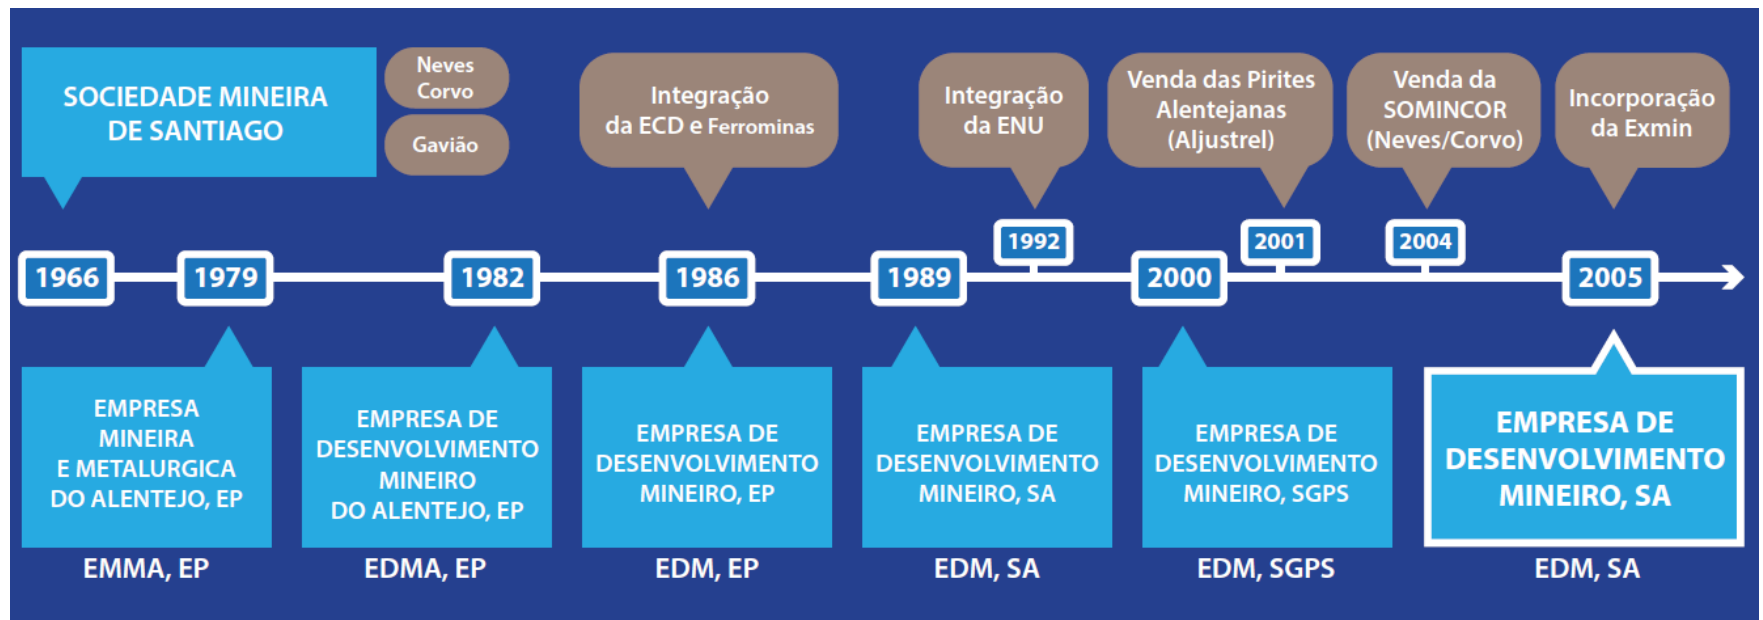 SOCIEDADE MINEIRA
DE SANTIAGO
Neves
Corvo
Gavião
Integração
da ECD e Ferrominas
Integração
da ENU
Venda das Pirites
Alentejanas
(Aljustrel)
Venda da
SOMINCOR
(Neves/Corvo)
Incorporação
da Exmin
1966
1979
1982
1986
1989
1992
2000
2001
2004
2005
EMPRESA
MINEIRA
E METALURGICA
DO ALENTEJO, EP
EMPRESA DE
DESENVOLVIMENTO
MINEIRO
DO ALENTEJO, EP
EMPRESA DE
DESENVOLVIMENTO
MINEIRO, EP
EMPRESA DE
DESENVOLVIMENTO
MINEIRO, SA
EMPRESA DE
DESENVOLVIMENTO
MINEIRO, SGPS
EMPRESA DE
DESENVOLVIMENTO
MINEIRO, SA
EMMA, EP
EDMA, EP
EDM, EP
EDM, SA
EDM, SGPS
EDM, SA